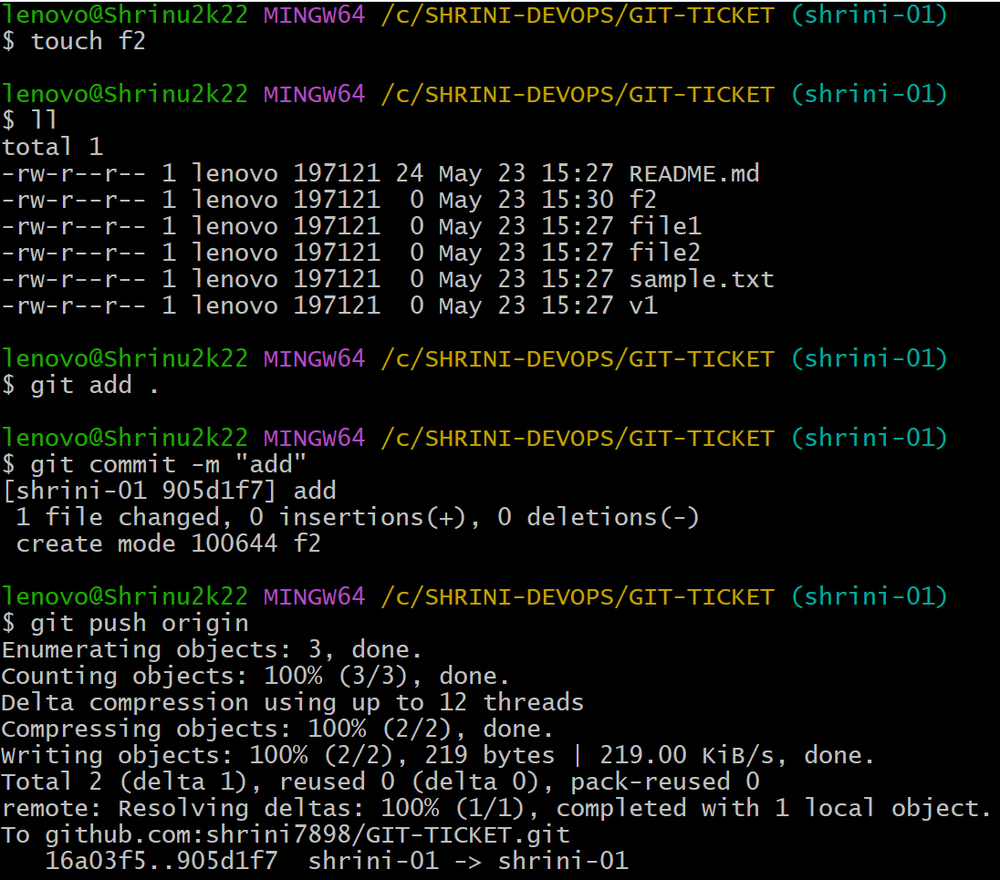 lenovo@Shrinu2k22 MINGW64 /c/SHRINI-DEVOPS/GIT-TICKET (shrini-01)
$ touch f2
lenovo@Shrinu2k22 MINGW64 /c/SHRINI-DEVOPS/GIT-TICKET (shrini-01)
$ ll
total 1
-rw-r--r-- 1 lenovo 197121 24 May 23 15:27 README.md
-rw-r--r-- 1 lenovo 197121  0 May 23 15:30 f2
-rw-r--r-- 1 lenovo 197121  0 May 23 15:27 file1
-rw-r--r-- 1 lenovo 197121  0 May 23 15:27 file2
-rw-r--r-- 1 lenovo 197121  0 May 23 15:27 sample.txt
-rw-r--r-- 1 lenovo 197121  0 May 23 15:27 v1
lenovo@Shrinu2k22 MINGW64 /c/SHRINI-DEVOPS/GIT-TICKET (shrini-01)
$ git add .
lenovo@Shrinu2k22 MINGW64 /c/SHRINI-DEVOPS/GIT-TICKET (shrini-01)
$ git commit -m "add"
[shrini-01 905d1f7] add
 1 file changed, 0 insertions(+), 0 deletions(-)
 create mode 100644 f2
lenovo@Shrinu2k22 MINGW64 /c/SHRINI-DEVOPS/GIT-TICKET (shrini-01)
$ git push origin
Enumerating objects: 3, done.
Counting objects: 100% (3/3), done.
Delta compression using up to 12 threads
Compressing objects: 100% (2/2), done.
Writing objects: 100% (2/2), 219 bytes | 219.00 KiB/s, done.
Total 2 (delta 1), reused 0 (delta 0), pack-reused 0
remote: Resolving deltas: 100% (1/1), completed with 1 local object.
To github.com:shrini7898/GIT-TICKET.git
   16a03f5..905d1f7  shrini-01 -> shrini-01